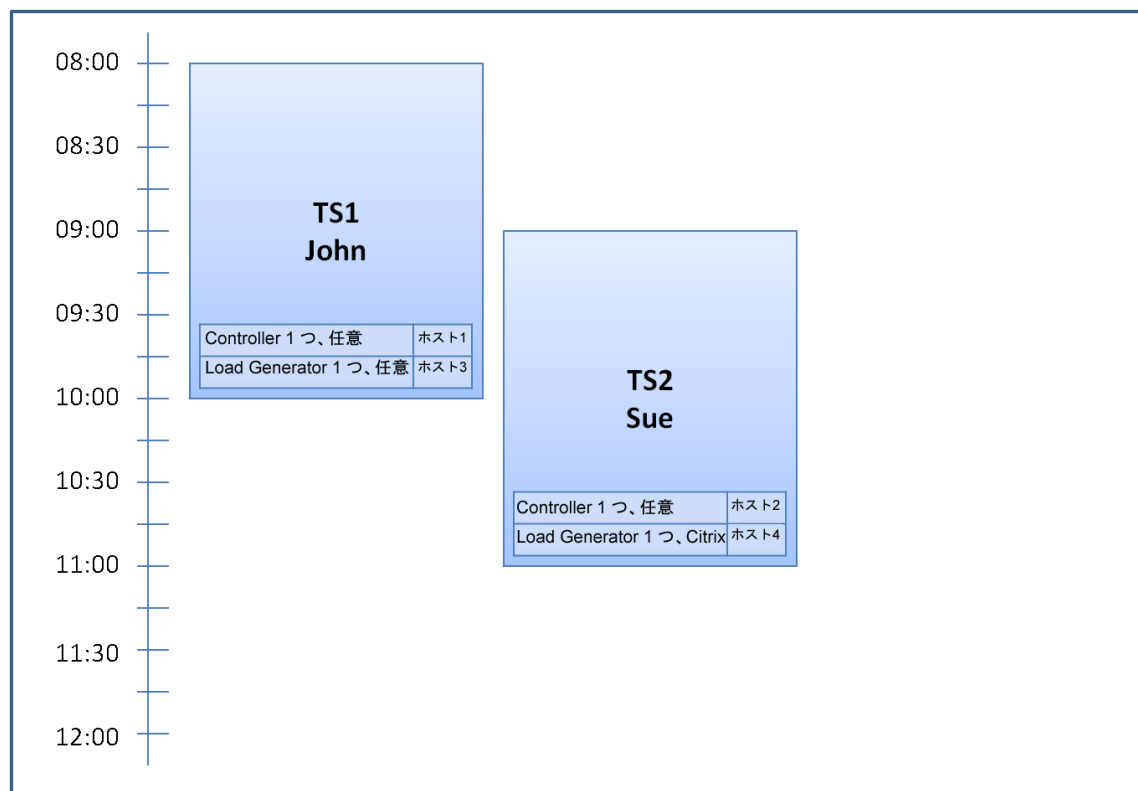 08:00
08:30
09:00
09:30
10:00
10:30
11:00
11:30
12:00
TS1
John
Controller 1 つ、任意 ホスト1
Load Generator 1 つ、任意 ホスト3
TS2
Sue
Controller 1 つ、任意 ホスト2
Load Generator 1 つ、Citrix ホスト4